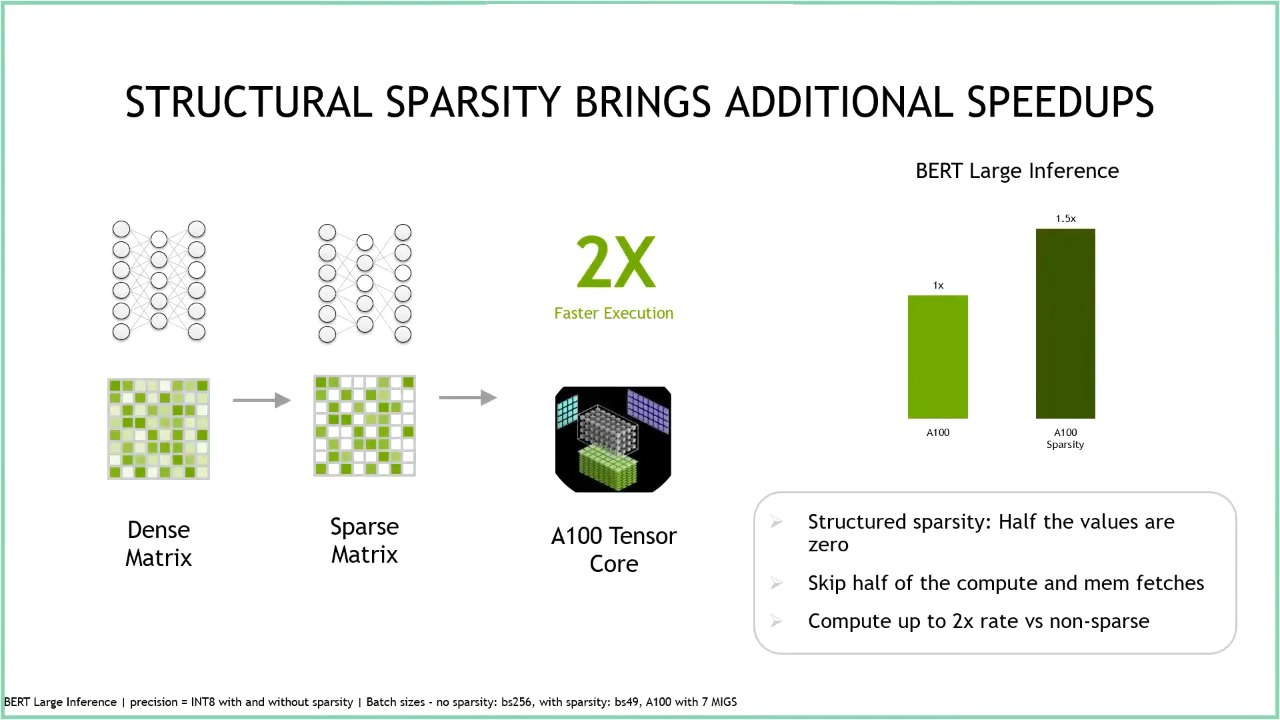 STRUCTURAL SPARSITY BRINGS ADDITIONAL SPEEDUPS
BERT Large Inference
2X
Faster Execution
1x
1.5x
A100
A100
Sparsity
Dense
Matrix
Sparse
Matrix
A100 Tensor
Core
Structured sparsity: Half the values are
zero
Skip half of the compute and mem fetches
Compute up to 2x rate vs non-sparse
BERT Large Inference | precision = INT8 with and without sparsity | Batch sizes - no sparsity: bs256, with sparsity: bs49, A100 with 7 MIGS